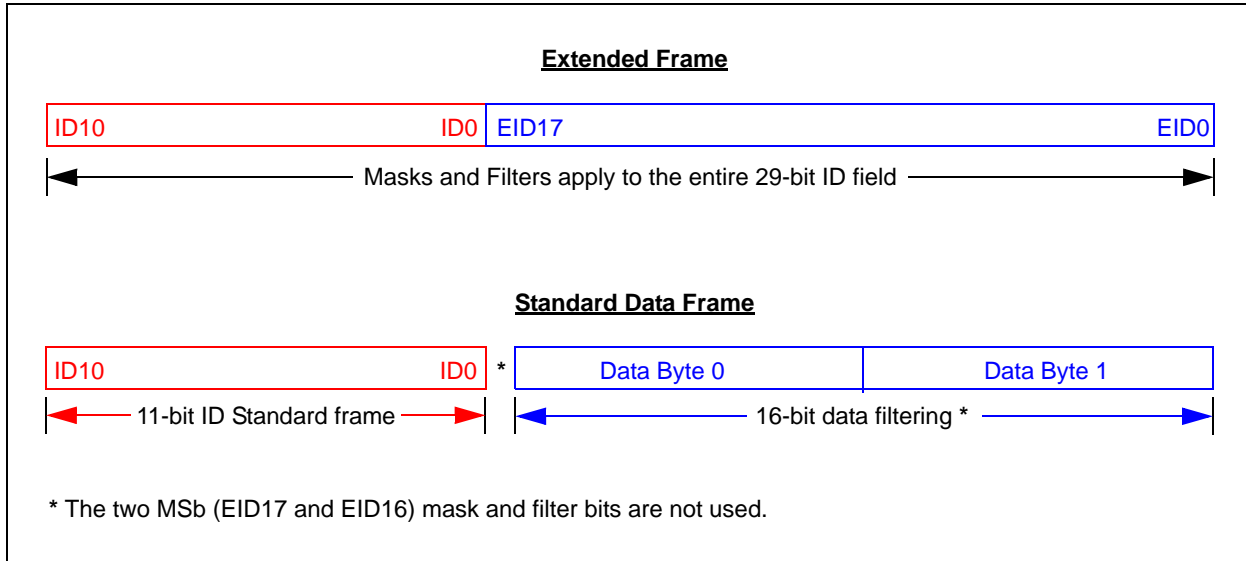 Extended Frame
ID10 ID0 EID17 EID0
Masks and Filters apply to the entire 29-bit ID field
Standard Data Frame
ID10 ID0 * Data Byte 0 Data Byte 1
11-bit ID Standard frame 16-bit data filtering *
* The two MSb (EID17 and EID16) mask and filter bits are not used.